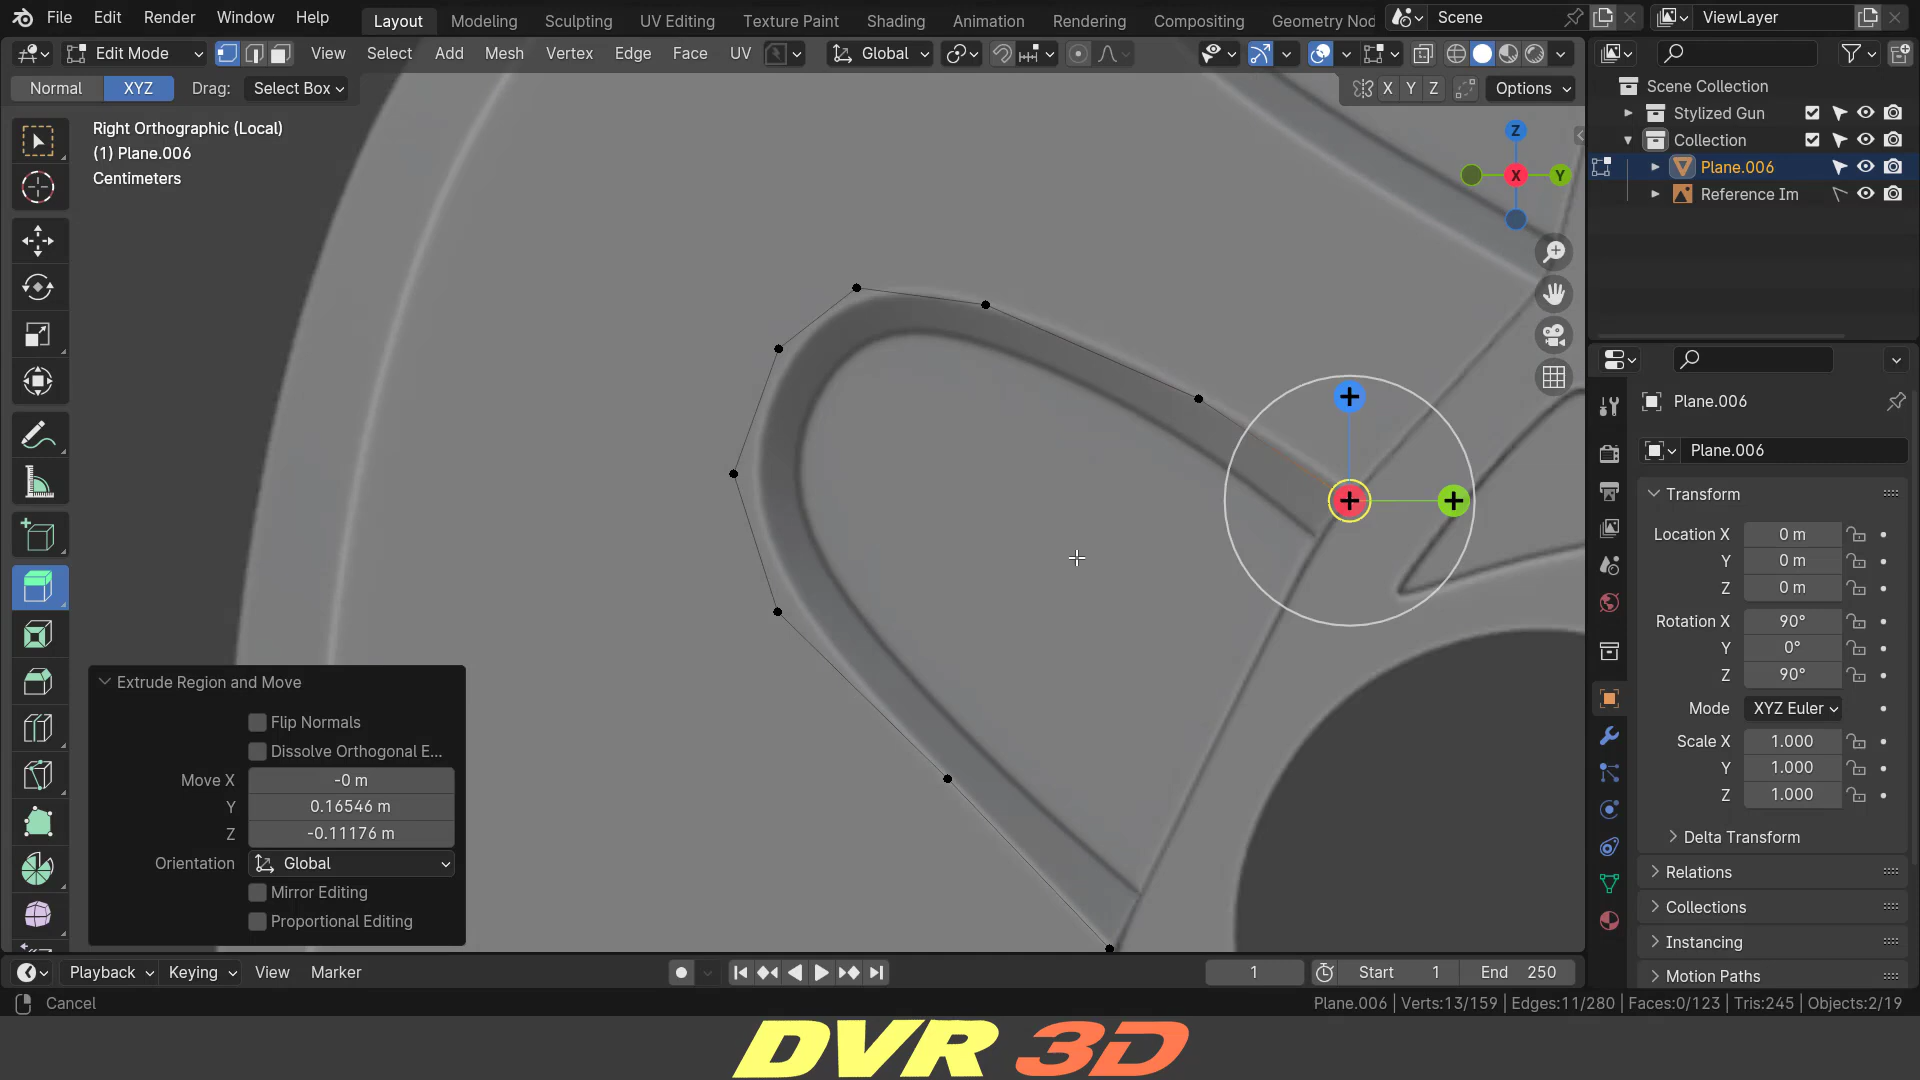 File Edit Render Window Help Layout Modeling Sculpting UV Editing Texture Paint Shading Animation Rendering Compositing Geometry Nod Scene ViewLayer
Edit Mode View Select Add Mesh Vertex Edge Face UV Global
Normal XYZ Drag: Select Box X Y Z Options
Right Orthographic (Local)
(1) Plane.006
Centimeters
Z
X
Y
Scene Collection
Stylized Gun
Collection
Plane.006
Reference Im
Plane.006
Plane.006
Transform
Location X 0 m
Y 0 m
Z 0 m
Rotation X 90°
Y 0°
Z 90°
Mode XYZ Euler
Scale X 1.000
Y 1.000
Z 1.000
Delta Transform
Relations
Collections
Instancing
Motion Paths
Extrude Region and Move
Flip Normals
Dissolve Orthogonal E...
Move X -0 m
Y 0.16546 m
Z -0.11176 m
Orientation Global
Mirror Editing
Proportional Editing
Playback Keying View Marker 1 Start 1 End 250
Cancel Plane.006 | Verts:13/159 | Edges:11/280 | Faces:0/123 | Tris:245 | Objects:2/19
DVR 3D